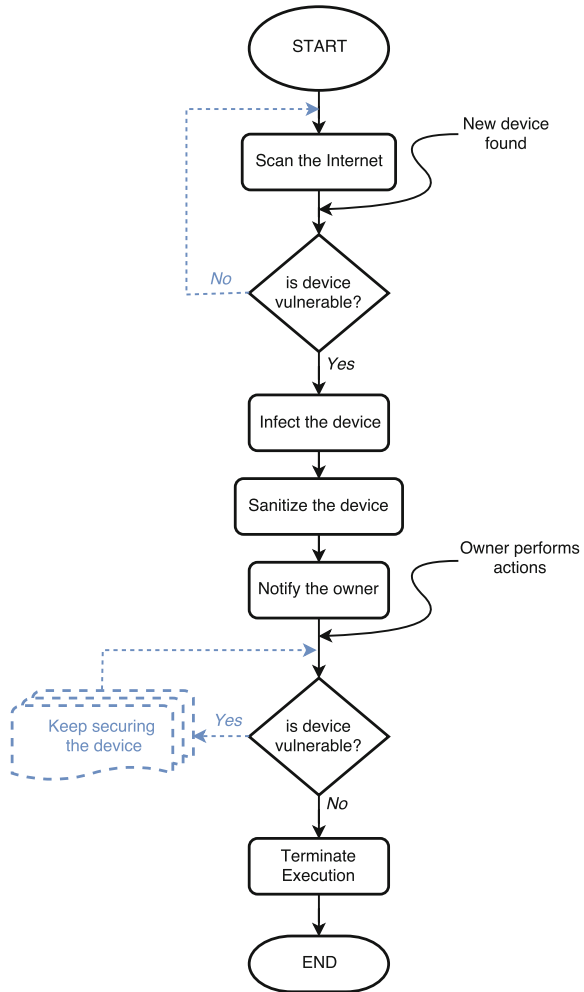 START
New device
found
Scan the Internet
No
is device
vulnerable?
Yes
Infect the device
Sanitize the device
Owner performs
actions
Notify the owner
Keep securing
the device
Yes
is device
vulnerable?
No
Terminate
Execution
END